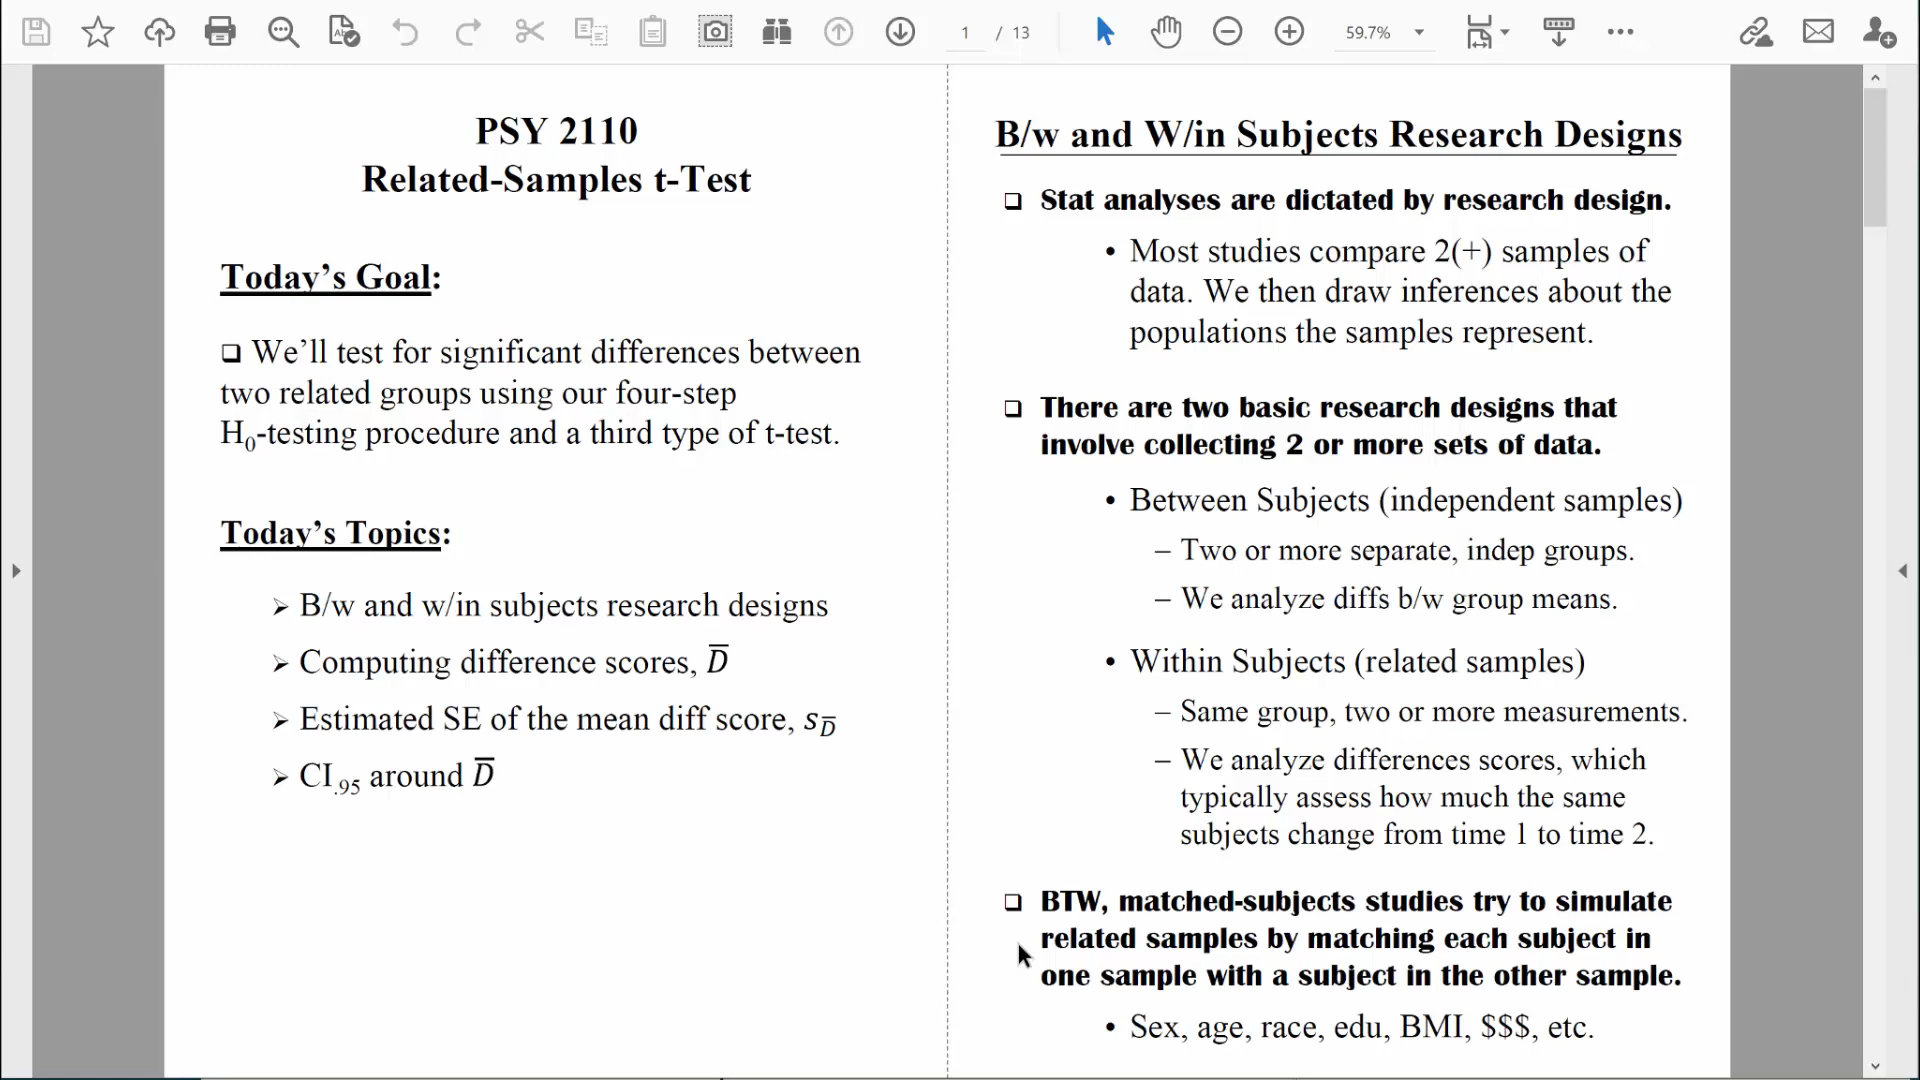 1 / 13
59.7%
PSY 2110
Related-Samples t-Test
Today’s Goal:
❑ We’ll test for significant differences between
two related groups using our four-step
H₀-testing procedure and a third type of t-test.
Today’s Topics:
➢ B/w and w/in subjects research designs
➢ Computing difference scores, D̅
➢ Estimated SE of the mean diff score, s_D̅
➢ CI.₉₅ around D̅
B/w and W/in Subjects Research Designs
❑ Stat analyses are dictated by research design.
• Most studies compare 2(+) samples of
data. We then draw inferences about the
populations the samples represent.
❑ There are two basic research designs that
involve collecting 2 or more sets of data.
• Between Subjects (independent samples)
– Two or more separate, indep groups.
– We analyze diffs b/w group means.
• Within Subjects (related samples)
– Same group, two or more measurements.
– We analyze differences scores, which
typically assess how much the same
subjects change from time 1 to time 2.
❑ BTW, matched-subjects studies try to simulate
related samples by matching each subject in
one sample with a subject in the other sample.
• Sex, age, race, edu, BMI, $$$, etc.